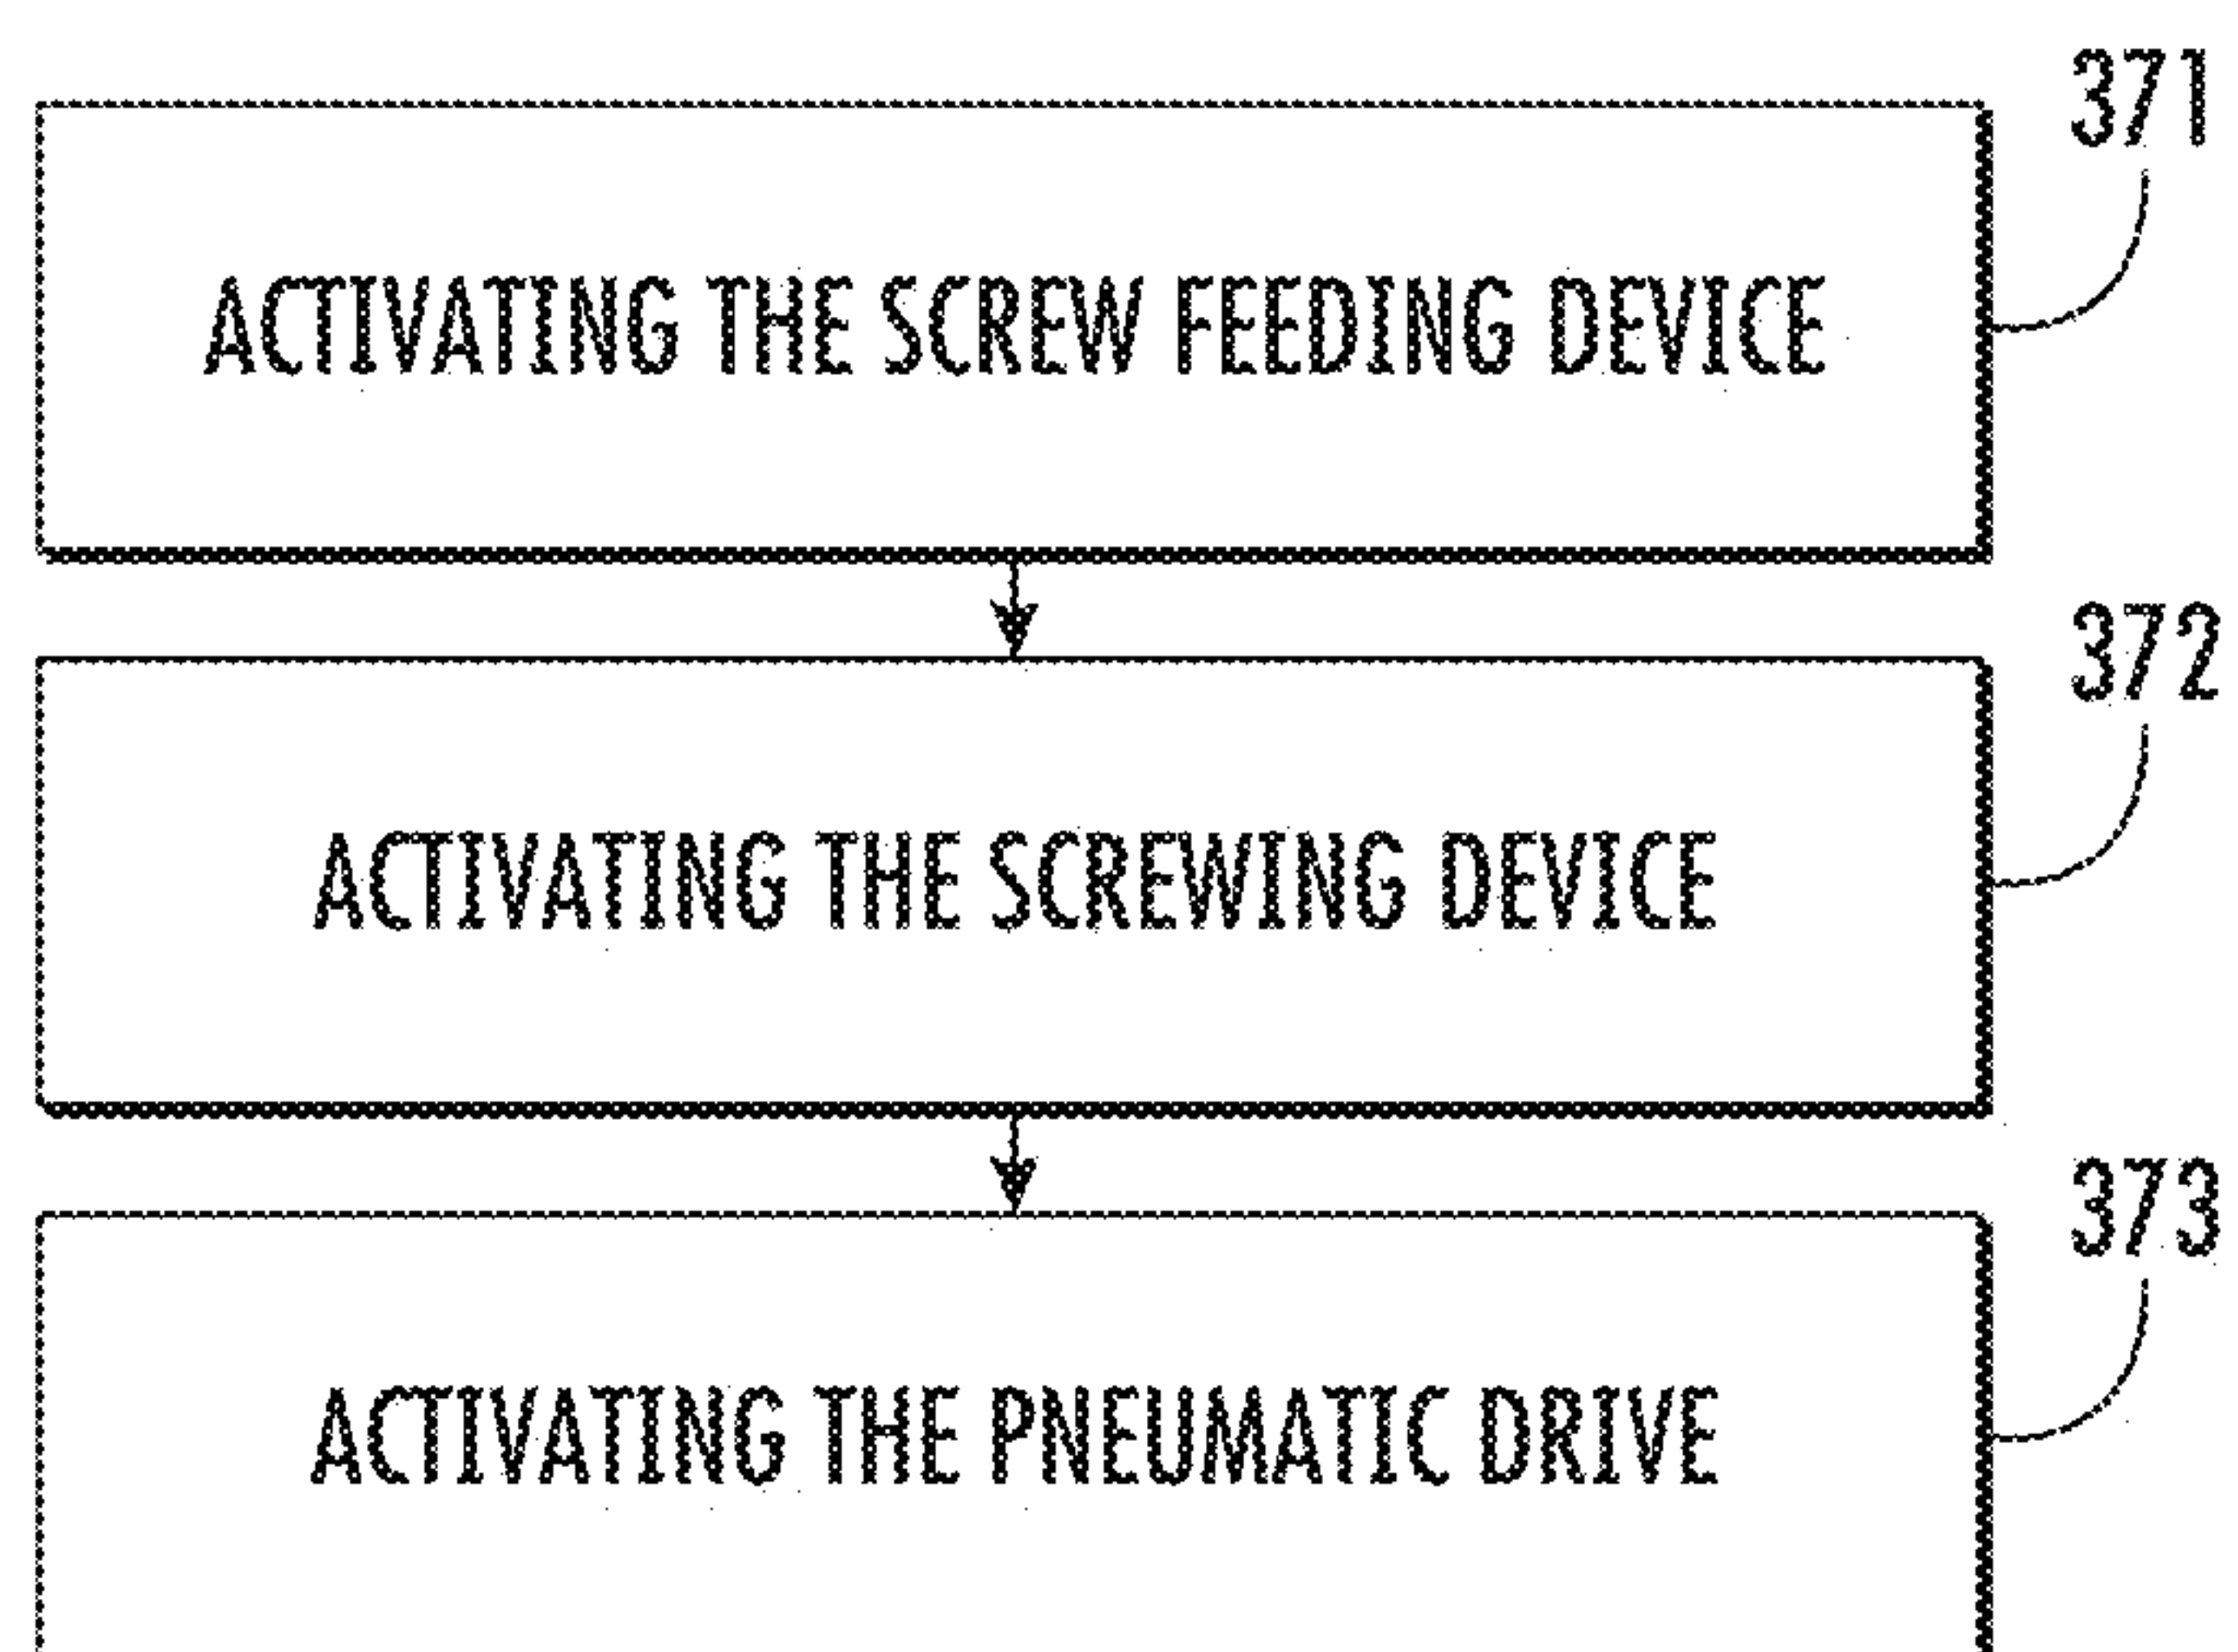 371
ACTIVATING THE SCREW FEEDING DEVICE
372
ACTIVATING THE SCREWING DEVICE
373
ACTIVATING THE PNEUMATIC DRIVE